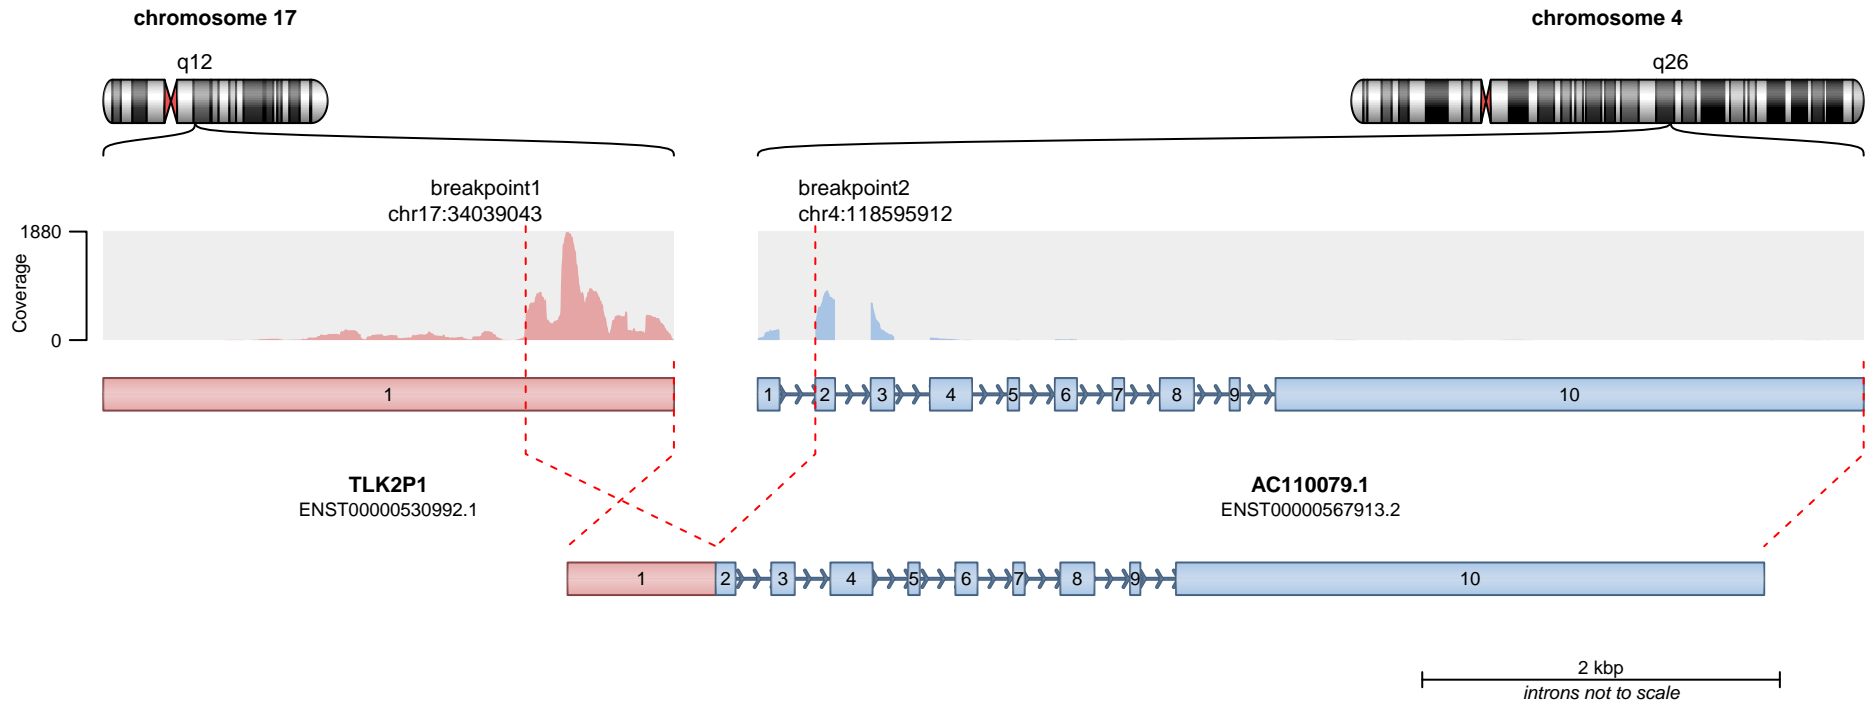 chromosome 17
chromosome 4
q12
q26
breakpoint1
chr17:34039043
breakpoint2
chr4:118595912
1880
0
Coverage
1
1 2 3 4 5 6 7 8 9 10
TLK2P1
ENST00000530992.1
AC110079.1
ENST00000567913.2
1 2 3 4 5 6 7 8 9 10
2 kbp
introns not to scale